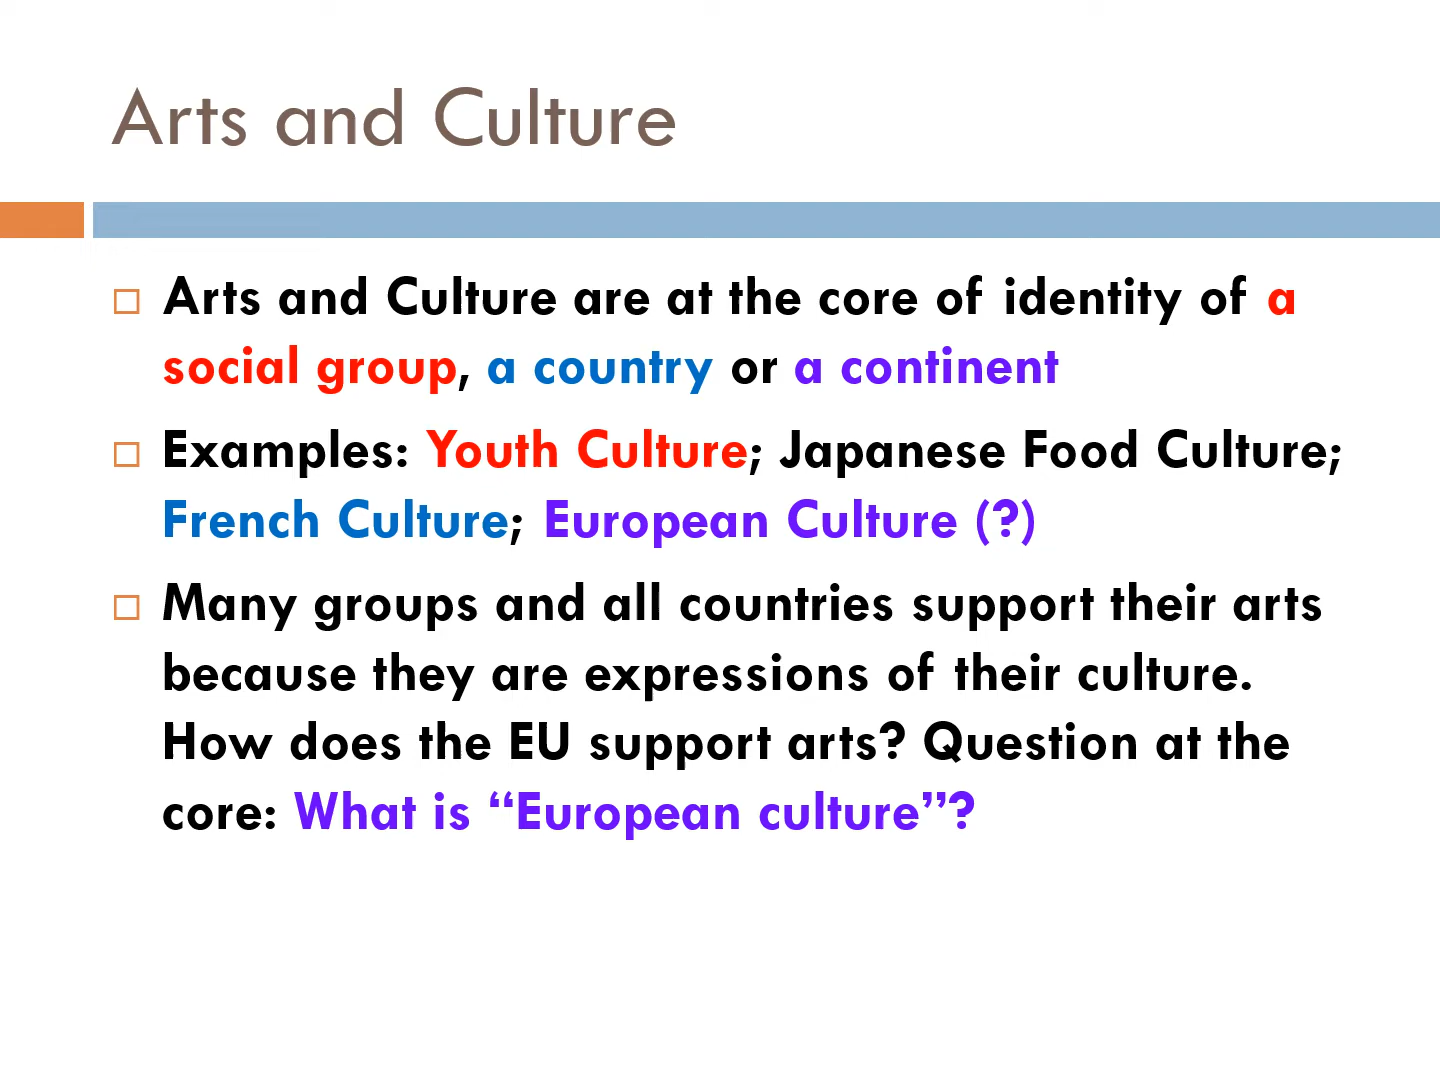 Arts and Culture
Arts and Culture are at the core of identity of a
social group, a country or a continent
Examples: Youth Culture; Japanese Food Culture;
French Culture; European Culture (?)
Many groups and all countries support their arts
because they are expressions of their culture.
How does the EU support arts? Question at the
core: What is “European culture”?